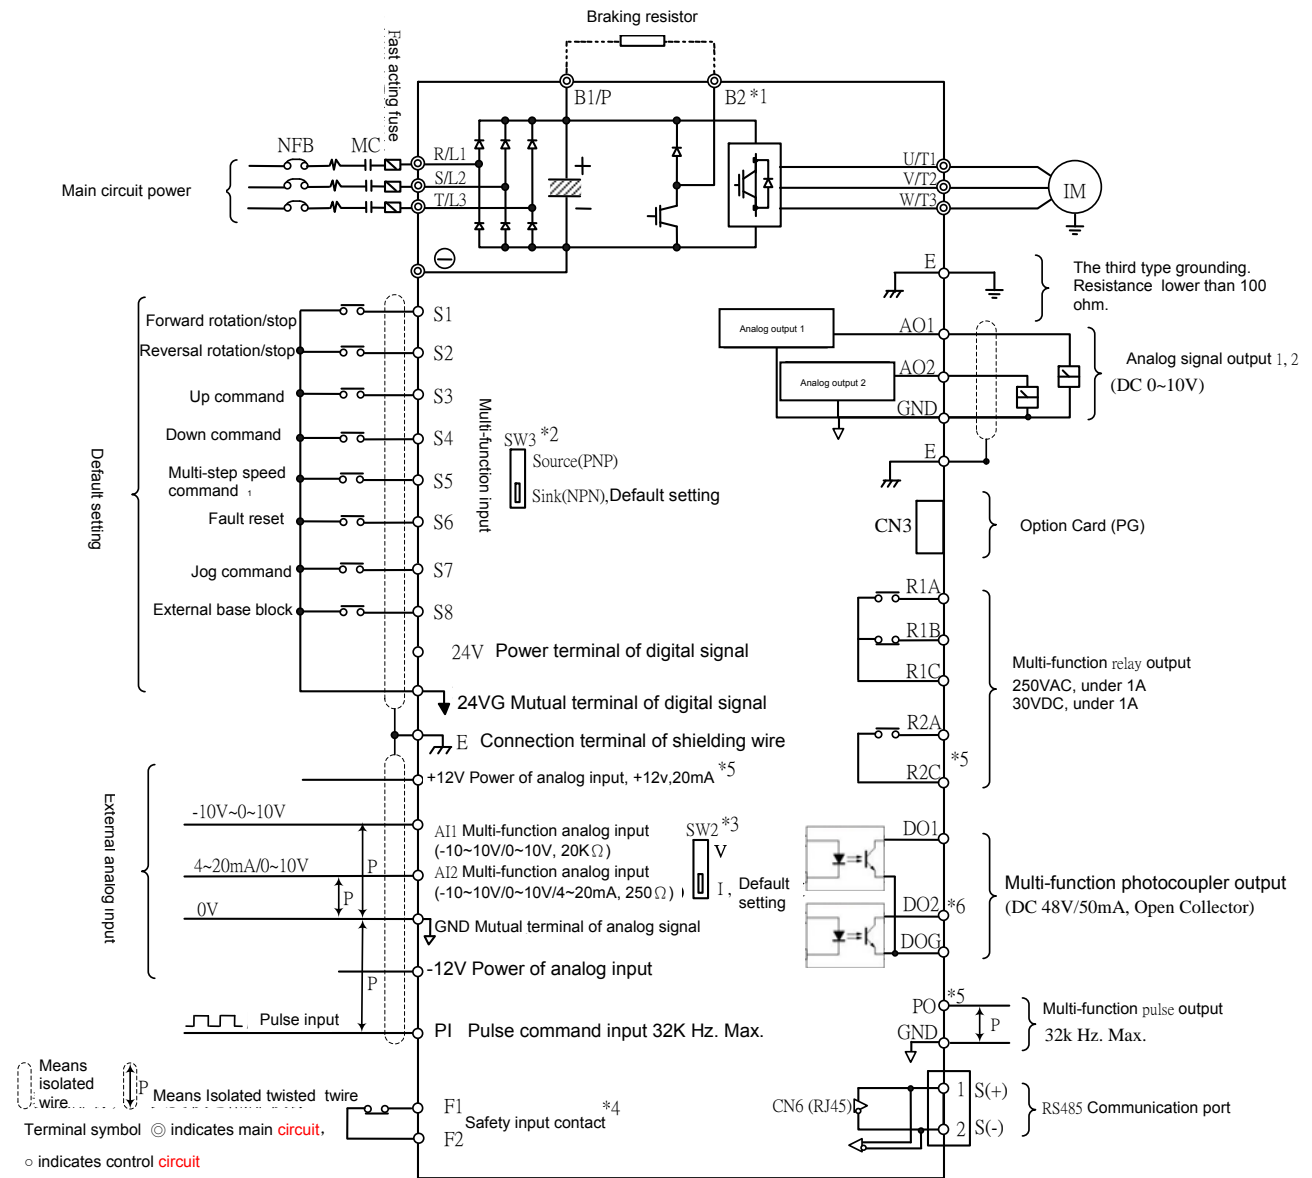 Braking resistor
Fast acting fuse
B1/P
B2 *1
NFB
MC
Main circuit power
R/L1
S/L2
T/L3
+
−
⊖
U/T1
V/T2
W/T3
IM
E
The third type grounding.
Resistance lower than 100
ohm.
Default setting
Forward rotation/stop
S1
Reversal rotation/stop
S2
Up command
S3
Down command
S4
Multi-step speed
command 1
S5
Fault reset
S6
Jog command
S7
External base block
S8
Multi-function input
SW3 *2
Source(PNP)
Sink(NPN),Default setting
Analog output 1
AO1
Analog output 2
AO2
GND
Analog signal output 1, 2
(DC 0~10V)
E
CN3
Option Card (PG)
24V Power terminal of digital signal
24VG Mutual terminal of digital signal
E Connection terminal of shielding wire
R1A
R1B
R1C
R2A
*5
R2C
Multi-function relay output
250VAC, under 1A
30VDC, under 1A
External analog input
+12V Power of analog input, +12v,20mA *5
-10V~0~10V
AI1 Multi-function analog input
(-10~10V/0~10V, 20KΩ)
4~20mA/0~10V
P
AI2 Multi-function analog input
(-10~10V/0~10V/4~20mA, 250Ω)
P
0V
GND Mutual terminal of analog signal
-12V Power of analog input
P
SW2 *3
V
I , Default
setting
Pulse input
PI Pulse command input 32K Hz. Max.
DO1
DO2 *6
DOG
Multi-function photocoupler output
(DC 48V/50mA, Open Collector)
PO *5
P
GND
Multi-function pulse output
32k Hz. Max.
CN6 (RJ45)
1 S(+)
2 S(-)
RS485 Communication port
F1
F2
Safety input contact *4
Means
isolated
wire
P
Means Isolated twisted twire
Terminal symbol ◎ indicates main circuit,
○ indicates control circuit